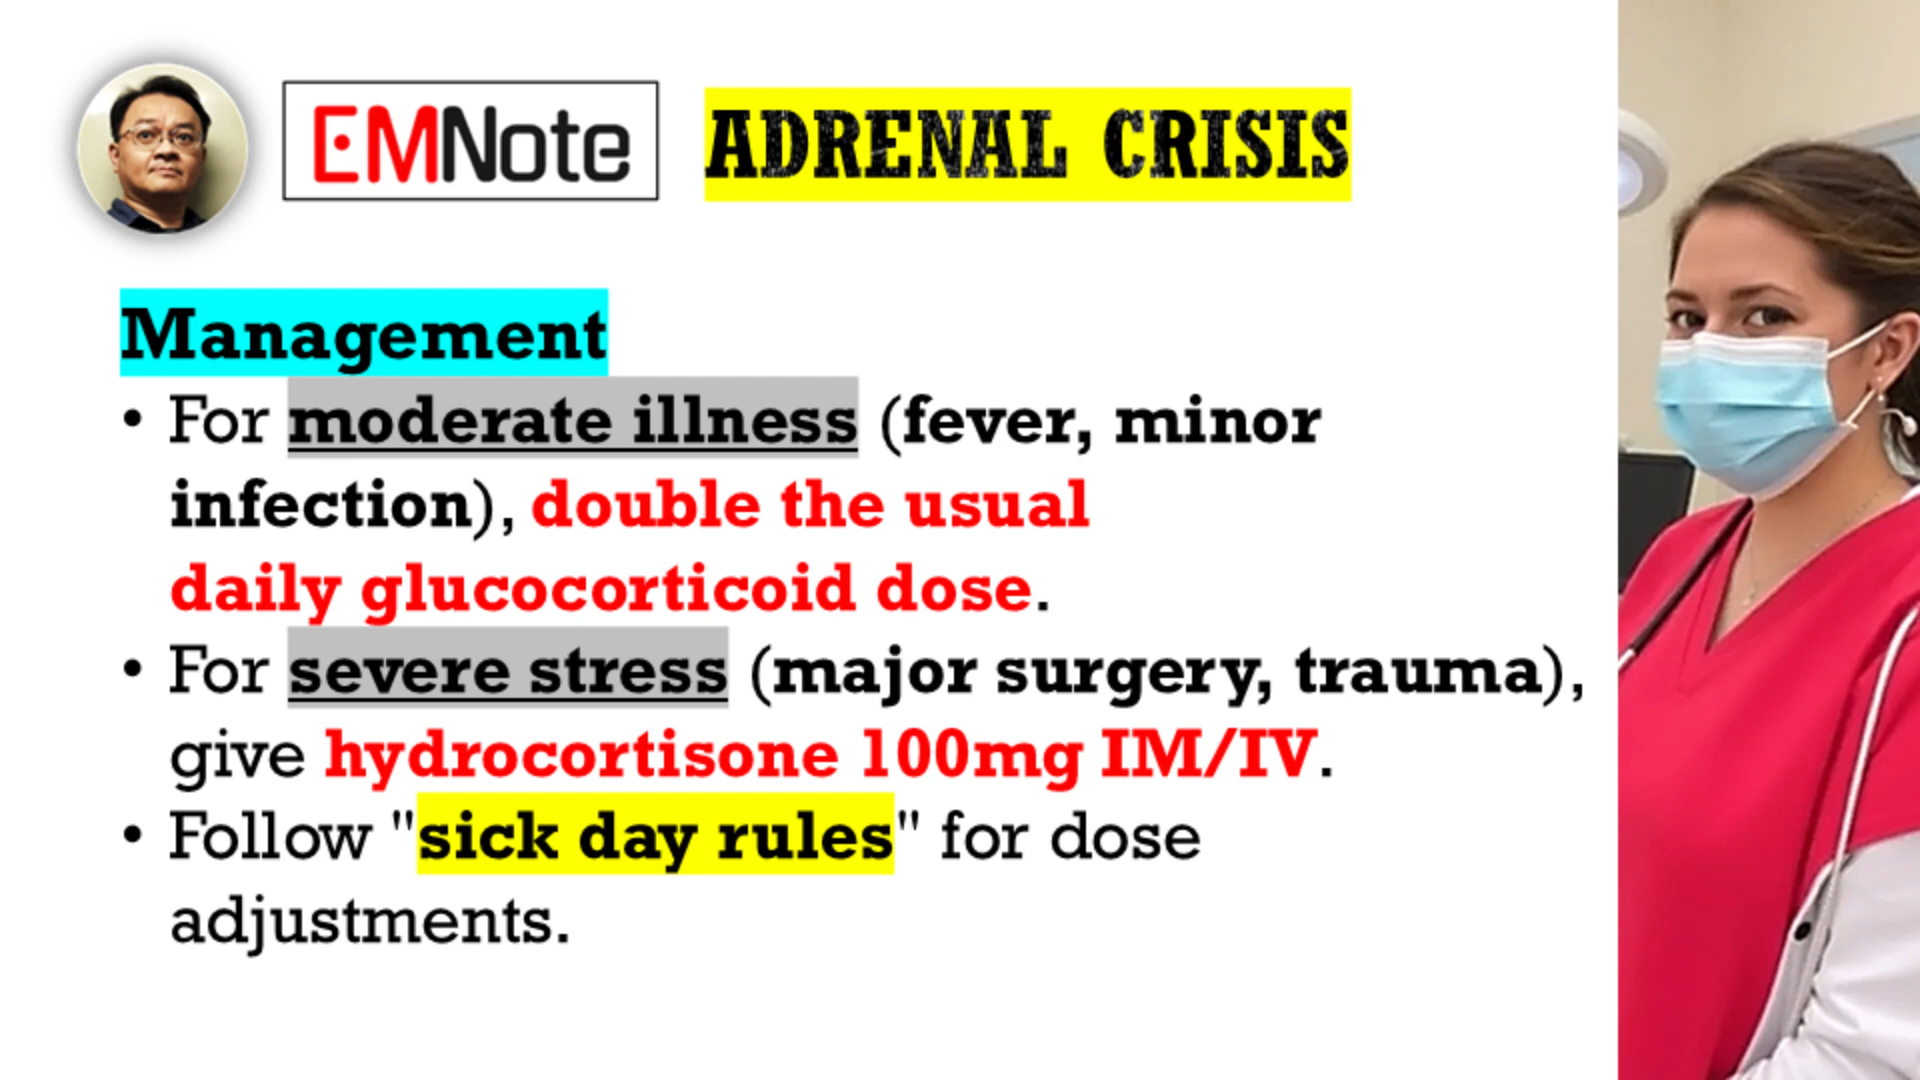 EMNote
ADRENAL CRISIS
Management
• For moderate illness (fever, minor
infection), double the usual
daily glucocorticoid dose.
• For severe stress (major surgery, trauma),
give hydrocortisone 100mg IM/IV.
• Follow "sick day rules" for dose
adjustments.